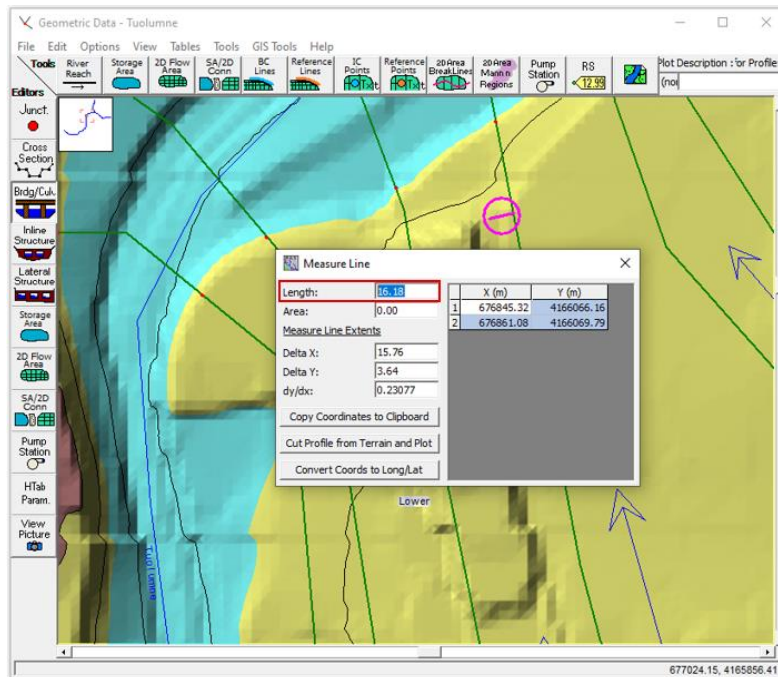 Geometric Data - Tuolumne
File Edit Options View Tables Tools GIS Tools Help
Tools
Editors
River Reach
Storage Area
2D Flow Area
SA/2D Conn
BC Lines
Reference Lines
IC Points
Reference Points
2D Area BreakLines
2D Area Mann n Regions
Pump Station
RS
12.99
Plot Description : for Profile
(non
Junct.
Cross Section
Brdg/Culv
Inline Structure
Lateral Structure
Storage Area
2D Flow Area
SA/2D Conn
Pump Station
HTab Param.
View Picture
Measure Line
Length: 16.18
Area: 0.00
Measure Line Extents
Delta X: 15.76
Delta Y: 3.64
dy/dx: 0.23077
Copy Coordinates to Clipboard
Cut Profile from Terrain and Plot
Convert Coords to Long/Lat
X (m) Y (m)
1 676845.32 4166066.16
2 676861.08 4166069.79
Lower
Tuolumne
677024.15, 4165856.41